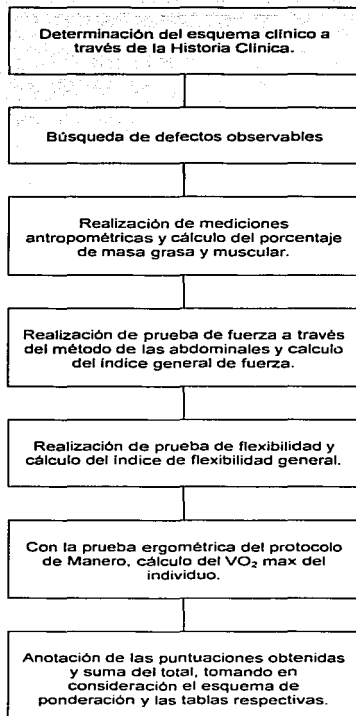 Determinación del esquema clínico a
través de la Historia Clínica.
Búsqueda de defectos observables
Realización de mediciones
antropométricas y cálculo del porcentaje
de masa grasa y muscular.
Realización de prueba de fuerza a través
del método de las abdominales y calculo
del índice general de fuerza.
Realización de prueba de flexibilidad y
cálculo del índice de flexibilidad general.
Con la prueba ergométrica del protocolo
de Manero, cálculo del VO₂ max del
individuo.
Anotación de las puntuaciones obtenidas
y suma del total, tomando en
consideración el esquema de
ponderación y las tablas respectivas.